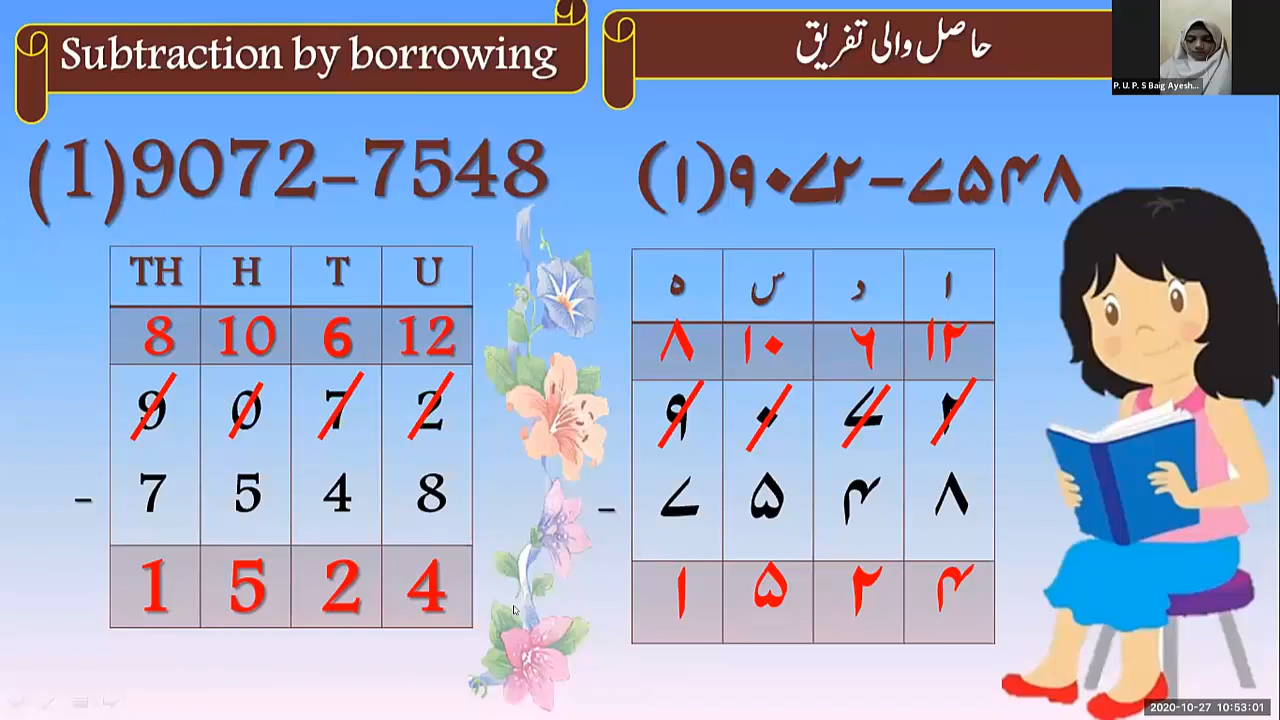 Subtraction by borrowing
حاصل والی تفریق
P. U. P. S Baig Ayesh...
(1)9072-7548
(۱)۹۰۷۲-۷۵۴۸
TH H T U
8 10 6 12
9 0 7 2
- 7 5 4 8
1 5 2 4
ہ س د ا
۸ ۱۰ ۶ ۱۲
۹ ۰ ۷ ۲
- ۷ ۵ ۴ ۸
۱ ۵ ۲ ۴
2020-10-27 10:53:01